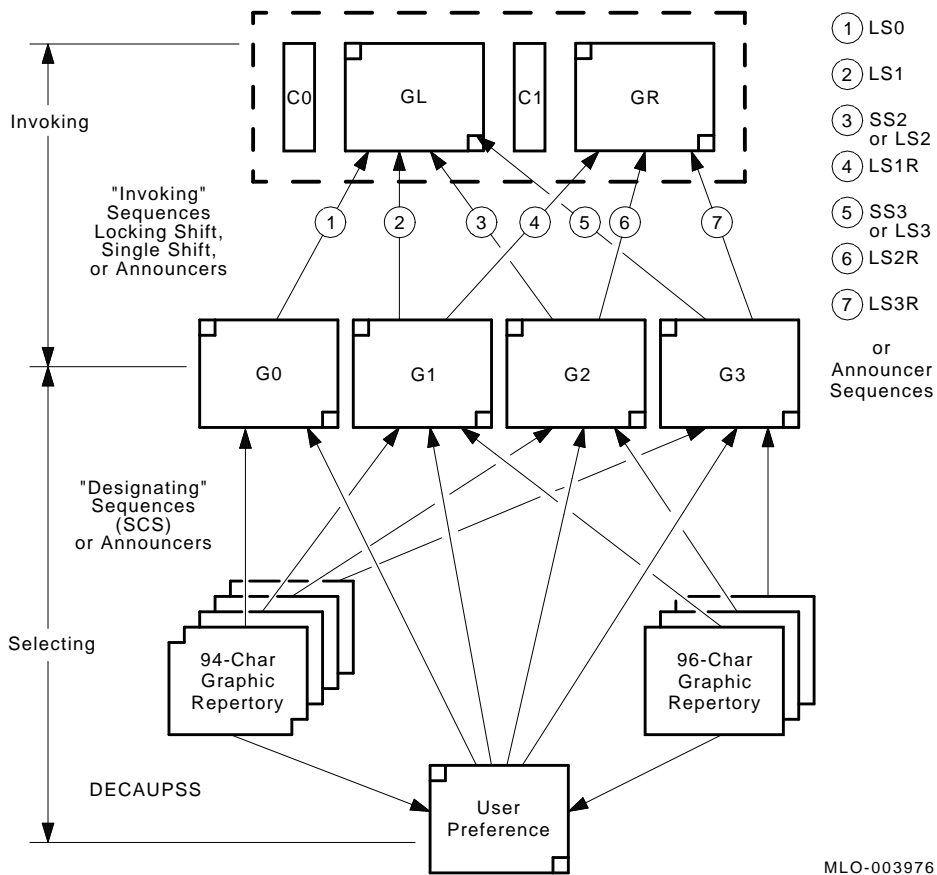 C0
GL
C1
GR
Invoking
"Invoking"
Sequences
Locking Shift,
Single Shift,
or Announcers
1
2
3
4
5
6
7
1 LS0
2 LS1
3 SS2
or LS2
4 LS1R
5 SS3
or LS3
6 LS2R
7 LS3R
or
Announcer
Sequences
G0
G1
G2
G3
"Designating"
Sequences
(SCS)
or Announcers
Selecting
94-Char
Graphic
Repertory
96-Char
Graphic
Repertory
DECAUPSS
User
Preference
MLO-003976